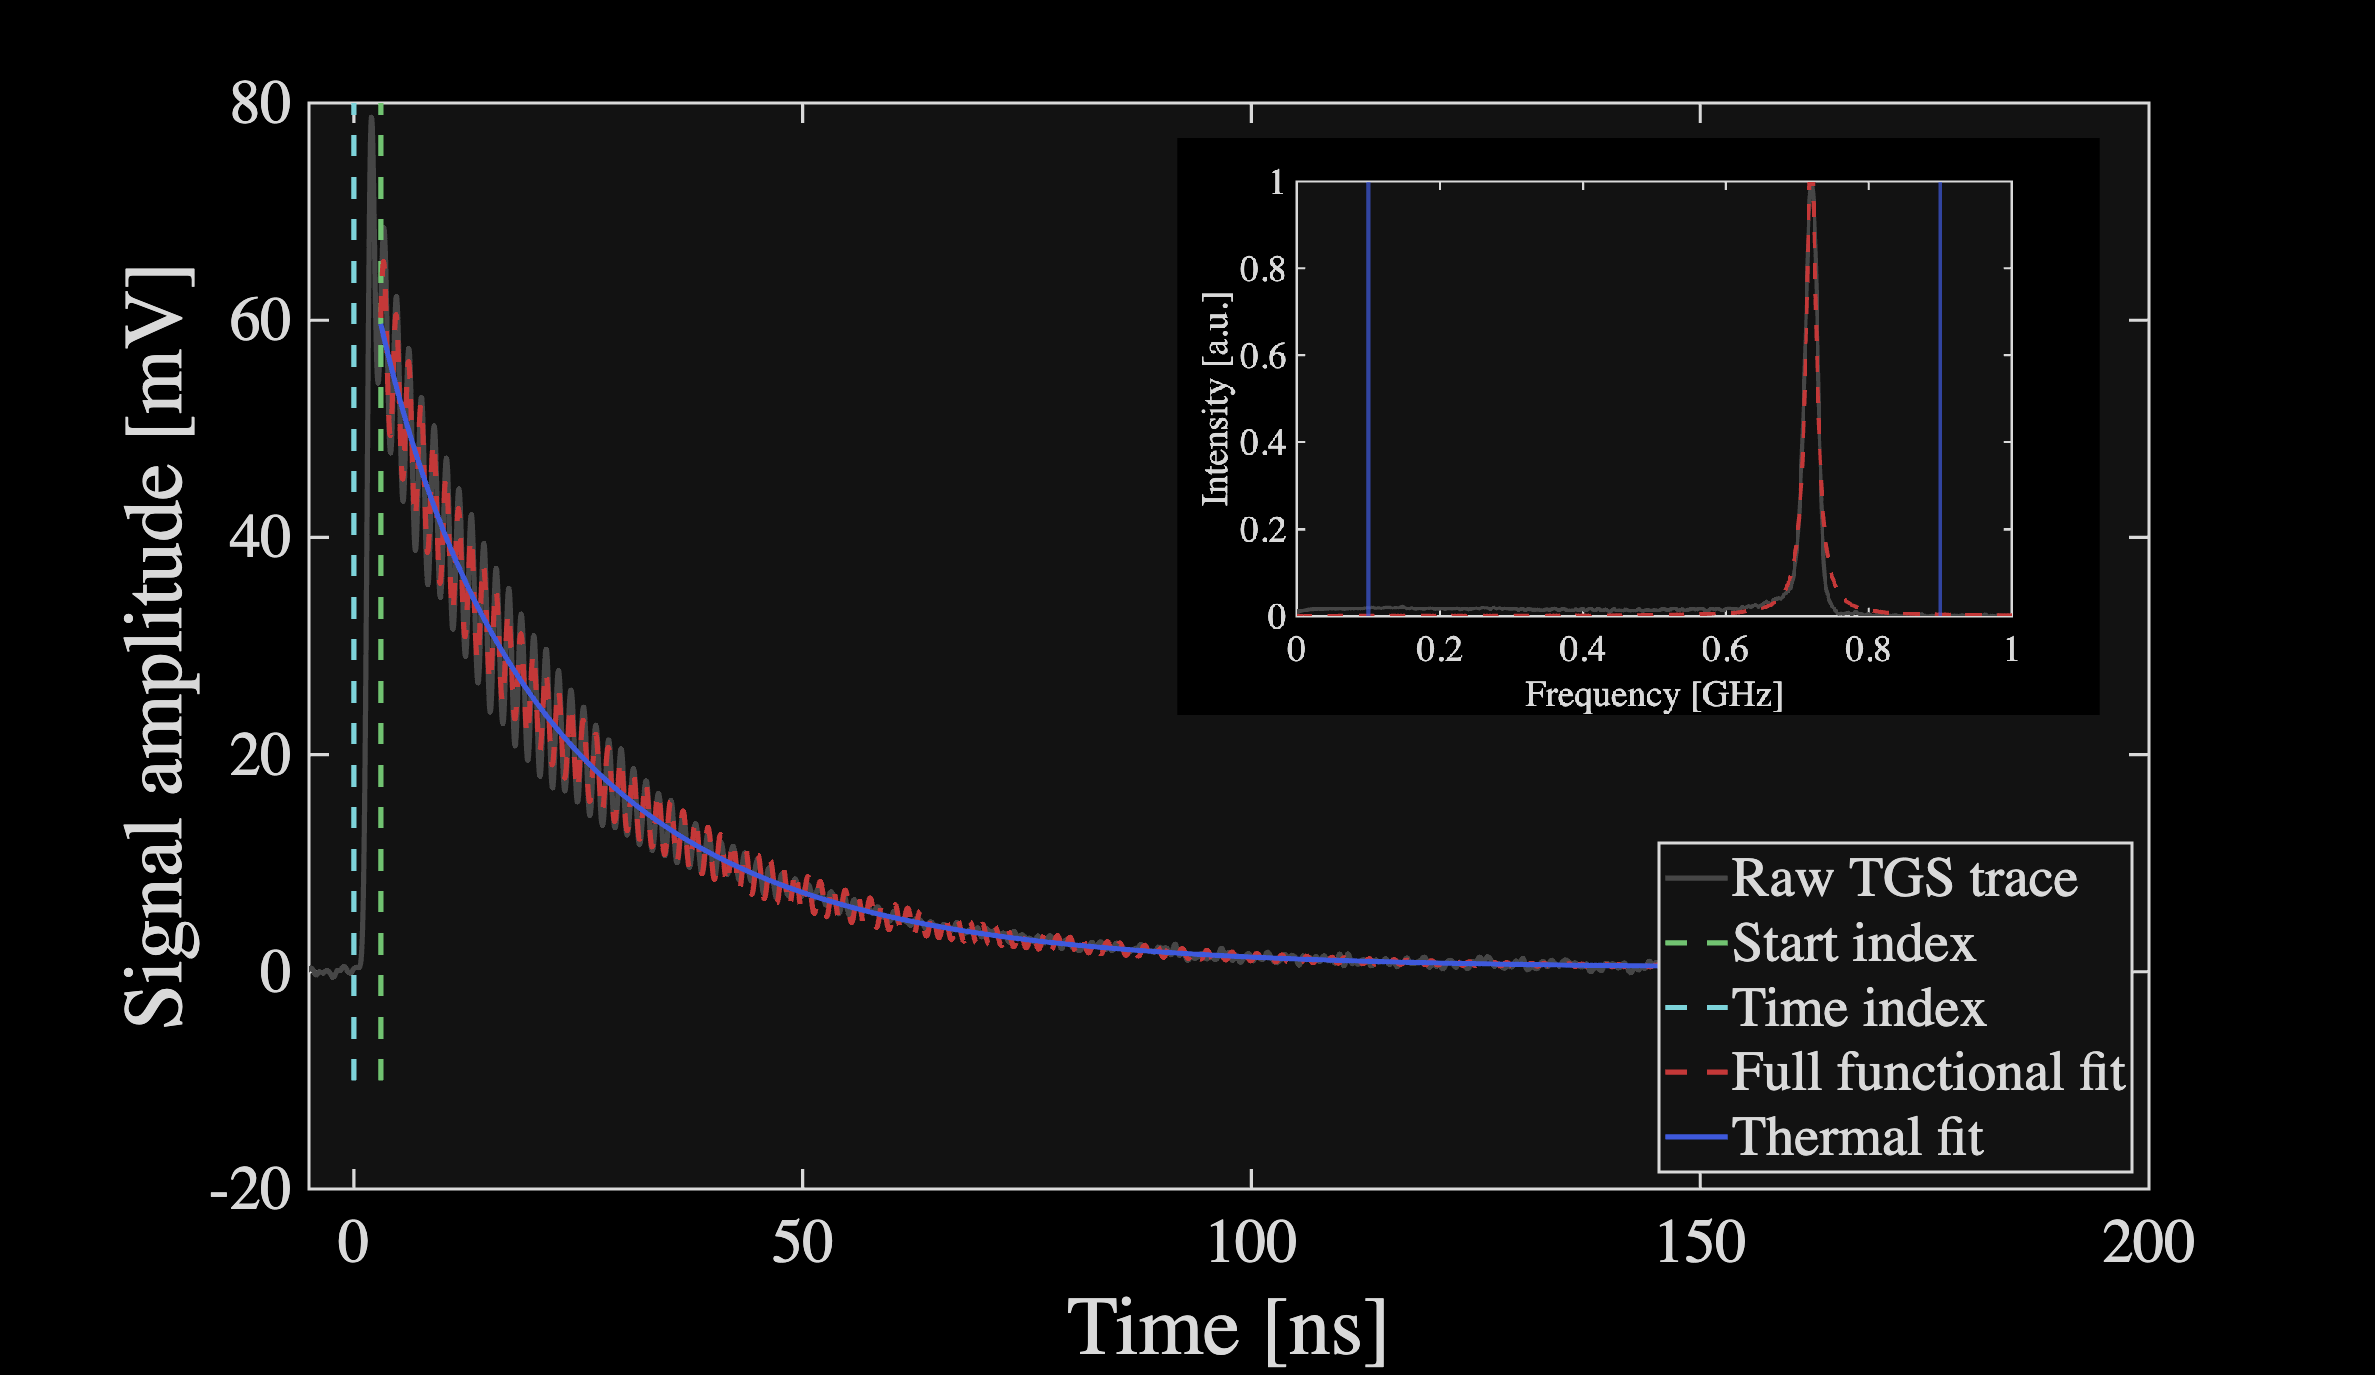 80
60
40
20
0
-20
Signal amplitude [mV]
0
50
100
150
200
Time [ns]
1
0.8
0.6
0.4
0.2
0
Intensity [a.u.]
0
0.2
0.4
0.6
0.8
1
Frequency [GHz]
Raw TGS trace
Start index
Time index
Full functional fit
Thermal fit